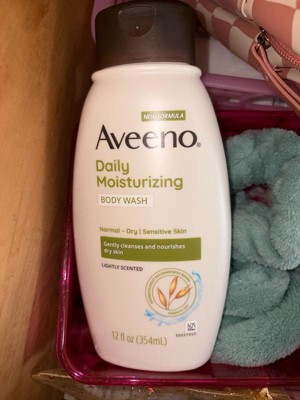 NEW FORMULA
Aveeno®
Daily
Moisturizing
BODY WASH
Normal - Dry | Sensitive Skin
Gently cleanses and nourishes
dry skin
LIGHTLY SCENTED
12 fl oz (354mL)